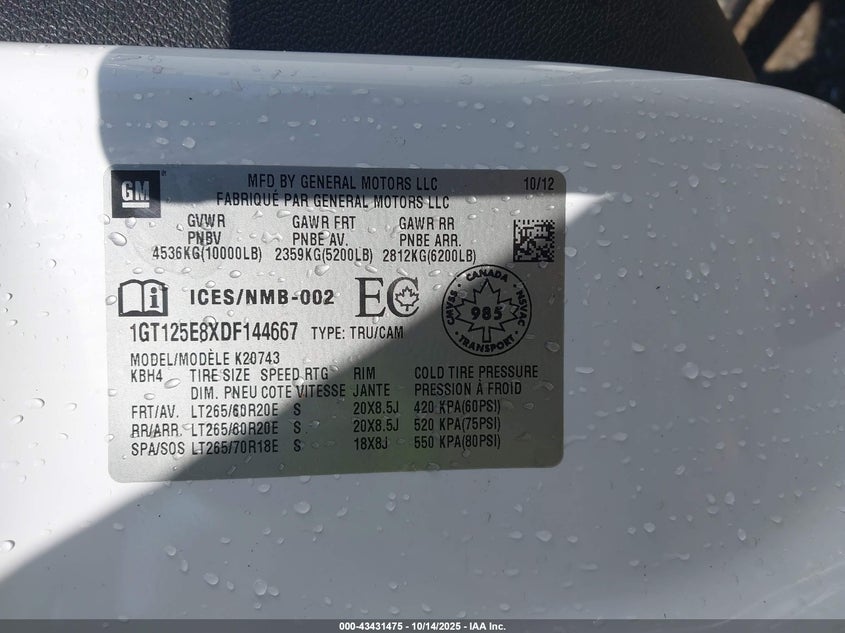 GM
MFD BY GENERAL MOTORS LLC 10/12
FABRIQUÉ PAR GENERAL MOTORS LLC
GVWR GAWR FRT GAWR RR
PNBV PNBE AV. PNBE ARR.
4536KG(10000LB) 2359KG(5200LB) 2812KG(6200LB)
ICES/NMB-002 EC
CANADA CMVSS NSVAC 985 TRANSPORT
1GT125E8XDF144667 TYPE: TRU/CAM
MODEL/MODÈLE K20743
KBH4 TIRE SIZE SPEED RTG RIM COLD TIRE PRESSURE
DIM. PNEU COTE VITESSE JANTE PRESSION À FROID
FRT/AV. LT265/60R20E S 20X8.5J 420 KPA(60PSI)
RR/ARR. LT265/60R20E S 20X8.5J 520 KPA(75PSI)
SPA/SOS LT265/70R18E S 18X8J 550 KPA(80PSI)
000-43431475 - 10/14/2025 - IAA Inc.